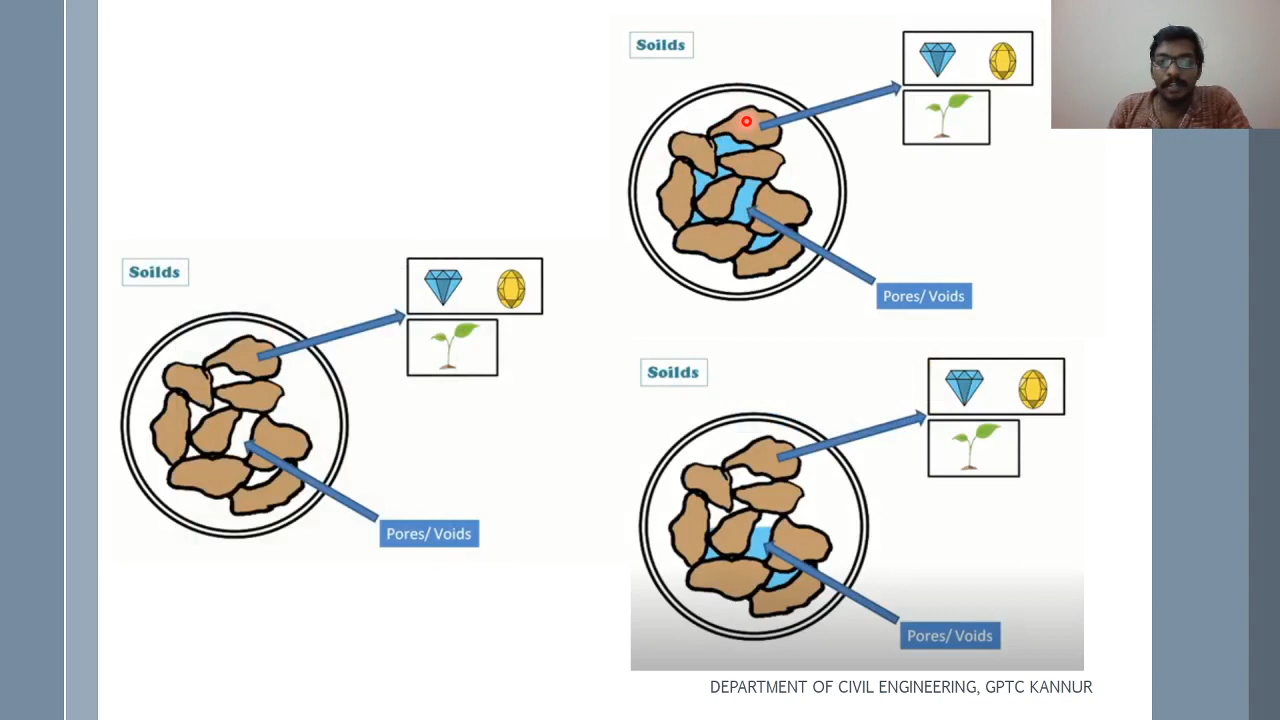 Soilds
Pores/ Voids
Soilds
Pores/ Voids
Soilds
Pores/ Voids
DEPARTMENT OF CIVIL ENGINEERING, GPTC KANNUR